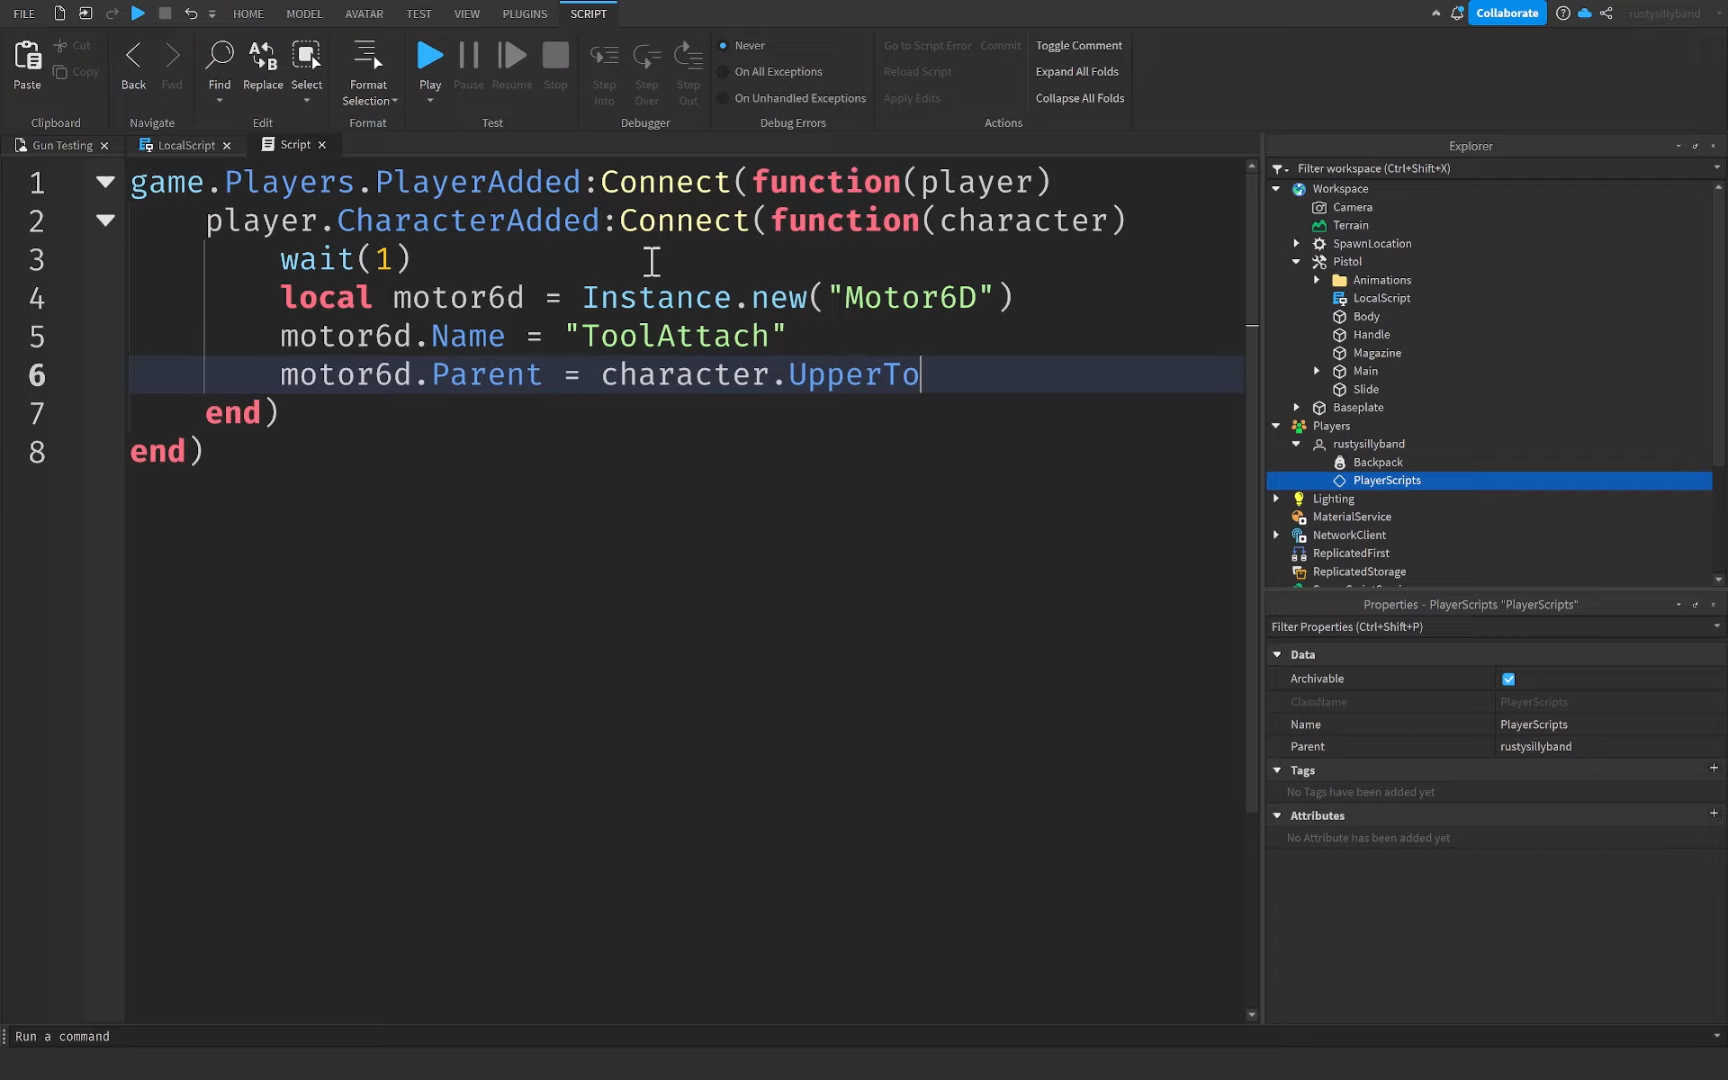 FILE HOME MODEL AVATAR TEST VIEW PLUGINS SCRIPT Collaborate rustysillyband
Paste Cut Copy Clipboard
Back Fwd Navigate
Find Replace Select Edit
Format Selection Format
Play Pause Resume Stop Test
Step Into Step Over Step Out Debugger
Never
On All Exceptions
On Unhandled Exceptions
Debug Errors
Go to Script Error Commit
Reload Script
Apply Edits
Toggle Comment
Expand All Folds
Collapse All Folds
Actions
Gun Testing LocalScript Script
1 game.Players.PlayerAdded:Connect(function(player)
2 player.CharacterAdded:Connect(function(character)
3 wait(1)
4 local motor6d = Instance.new("Motor6D")
5 motor6d.Name = "ToolAttach"
6 motor6d.Parent = character.UpperTo
7 end)
8 end)
Explorer
Filter workspace (Ctrl+Shift+X)
Workspace
Camera
Terrain
SpawnLocation
Pistol
Animations
LocalScript
Body
Handle
Magazine
Main
Slide
Baseplate
Players
rustysillyband
Backpack
PlayerScripts
Lighting
MaterialService
NetworkClient
ReplicatedFirst
ReplicatedStorage
Properties - PlayerScripts "PlayerScripts"
Filter Properties (Ctrl+Shift+P)
Data
Archivable
ClassName PlayerScripts
Name PlayerScripts
Parent rustysillyband
Tags
No Tags have been added yet
Attributes
No Attribute has been added yet
Run a command